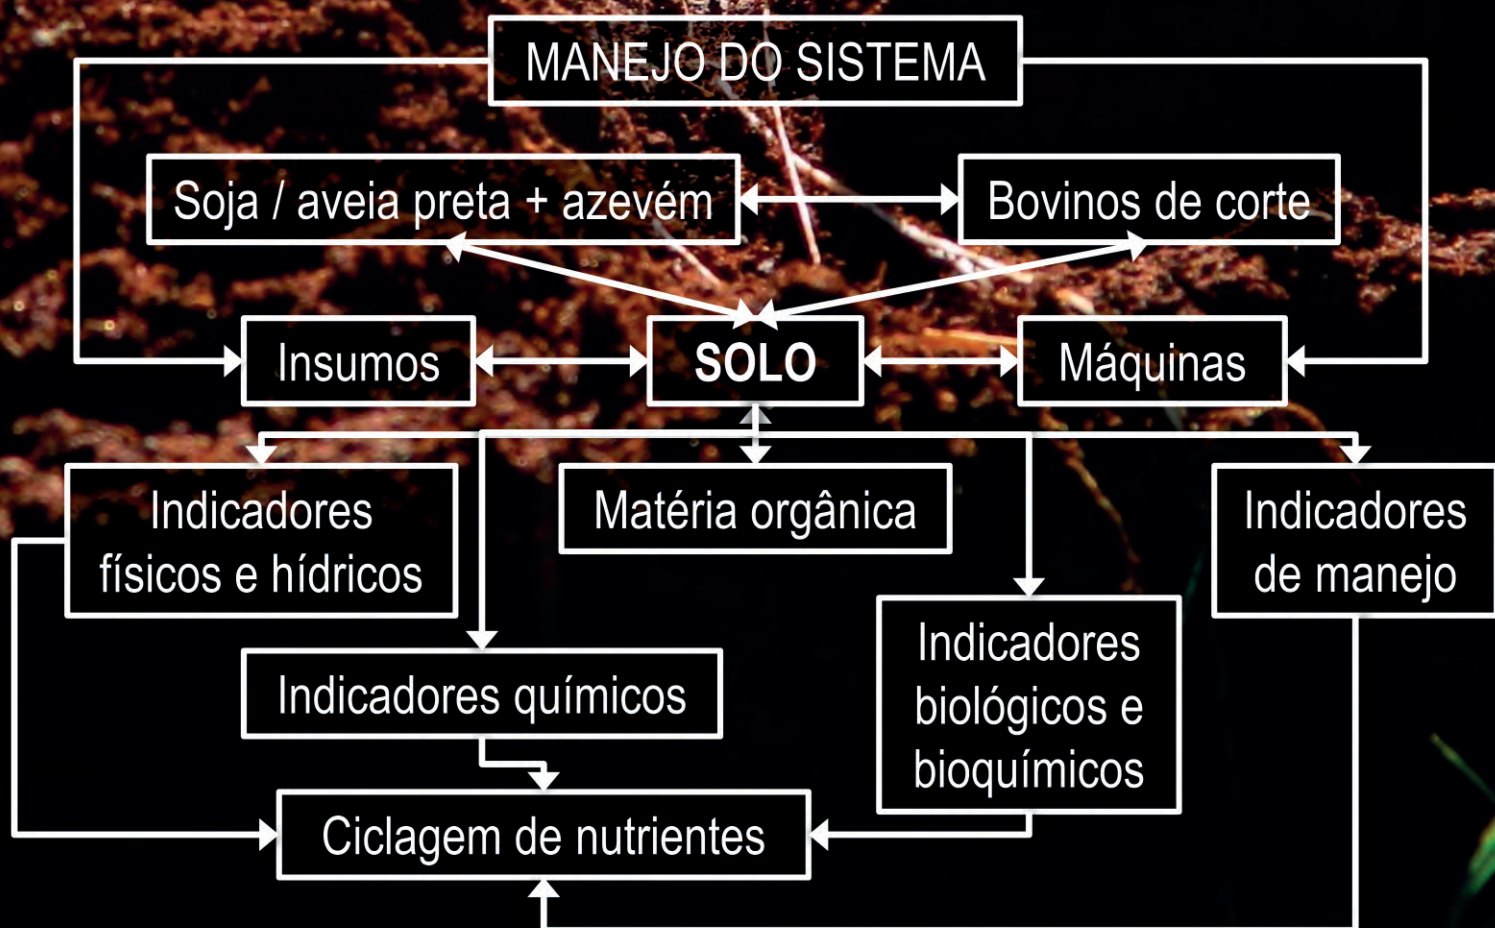 MANEJO DO SISTEMA
Soja / aveia preta + azevém
Bovinos de corte
Insumos
SOLO
Máquinas
Indicadores
físicos e hídricos
Matéria orgânica
Indicadores
de manejo
Indicadores químicos
Indicadores
biológicos e
bioquímicos
Ciclagem de nutrientes